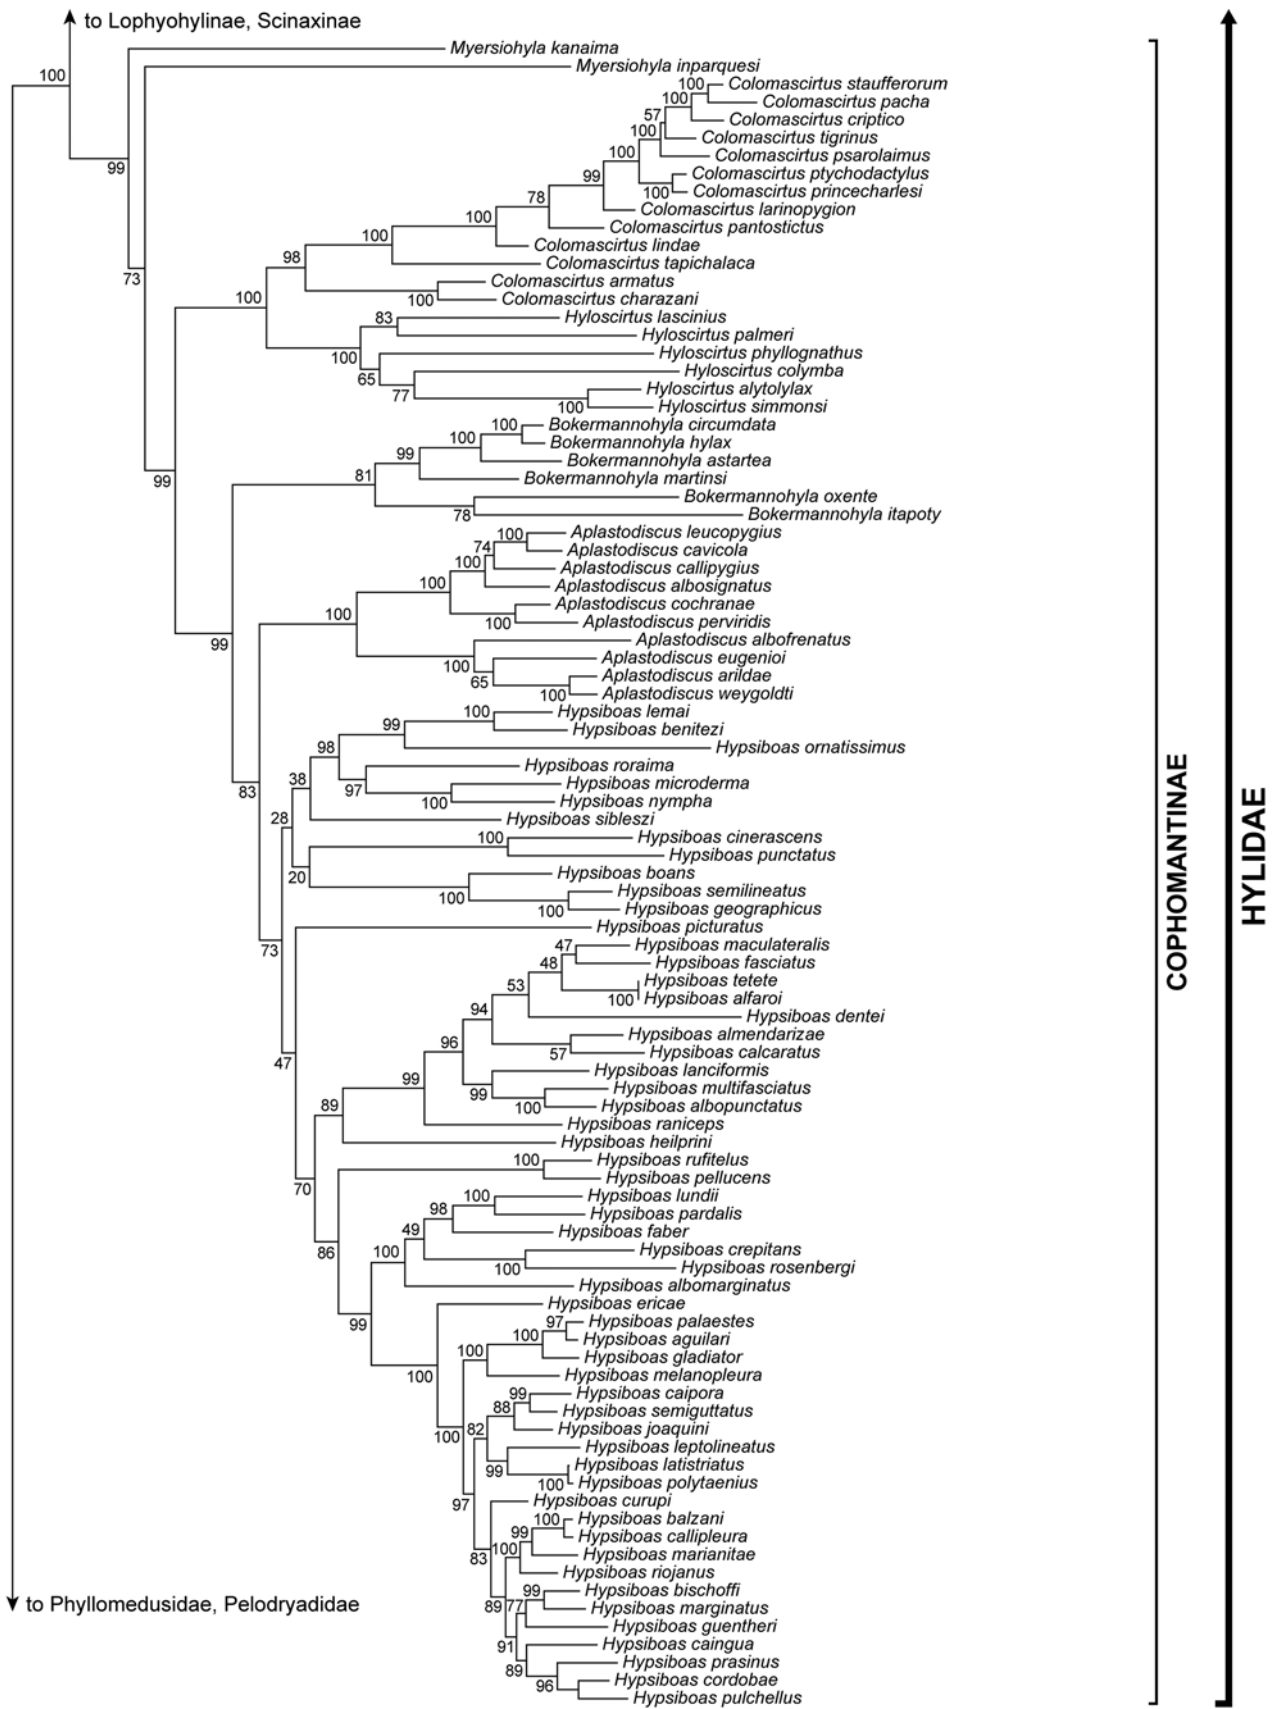 to Lophyohylinae, Scinaxinae
Myersiohyla kanaima
Myersiohyla inparquesi
100
Colomascirtus staufferorum
100
Colomascirtus pacha
100
57
Colomascirtus criptico
100
Colomascirtus tigrinus
100
Colomascirtus psarolaimus
99
99
Colomascirtus ptychodactylus
100
Colomascirtus princecharlesi
78
Colomascirtus larinopygion
100
Colomascirtus pantostictus
100
Colomascirtus lindae
98
Colomascirtus tapichalaca
73
Colomascirtus armatus
100
100
Colomascirtus charazani
83
Hyloscirtus lascinius
Hyloscirtus palmeri
100
Hyloscirtus phyllognathus
65
Hyloscirtus colymba
77
Hyloscirtus alytolylax
100
Hyloscirtus simmonsi
100
Bokermannohyla circumdata
100
Bokermannohyla hylax
99
Bokermannohyla astartea
99
81
Bokermannohyla martinsi
Bokermannohyla oxente
78
Bokermannohyla itapoty
100
Aplastodiscus leucopygius
74
Aplastodiscus cavicola
100
Aplastodiscus callipygius
100
Aplastodiscus albosignatus
Aplastodiscus cochranae
100
100
Aplastodiscus perviridis
99
Aplastodiscus albofrenatus
100
Aplastodiscus eugenioi
65
Aplastodiscus arildae
100
Aplastodiscus weygoldti
100
Hypsiboas lemai
99
Hypsiboas benitezi
98
Hypsiboas ornatissimus
Hypsiboas roraima
38
97
Hypsiboas microderma
83
100
Hypsiboas nympha
28
Hypsiboas sibleszi
100
Hypsiboas cinerascens
Hypsiboas punctatus
20
Hypsiboas boans
100
Hypsiboas semilineatus
100
Hypsiboas geographicus
Hypsiboas picturatus
73
47
Hypsiboas maculateralis
48
Hypsiboas fasciatus
53
Hypsiboas tetete
100
Hypsiboas alfaroi
94
Hypsiboas dentei
96
Hypsiboas almendarizae
57
Hypsiboas calcaratus
47
99
Hypsiboas lanciformis
99
Hypsiboas multifasciatus
89
100
Hypsiboas albopunctatus
Hypsiboas raniceps
Hypsiboas heilprini
100
Hypsiboas rufitelus
Hypsiboas pellucens
70
100
Hypsiboas lundii
98
Hypsiboas pardalis
49
Hypsiboas faber
86
100
Hypsiboas crepitans
100
Hypsiboas rosenbergi
Hypsiboas albomarginatus
Hypsiboas ericae
99
97
Hypsiboas palaestes
100
Hypsiboas aguilari
100
Hypsiboas gladiator
100
Hypsiboas melanopleura
99
Hypsiboas caipora
88
Hypsiboas semiguttatus
100
82
Hypsiboas joaquini
Hypsiboas leptolineatus
99
Hypsiboas latistriatus
100
Hypsiboas polytaenius
97
Hypsiboas curupi
100
Hypsiboas balzani
99
Hypsiboas callipleura
83
100
Hypsiboas marianitae
Hypsiboas riojanus
99
Hypsiboas bischoffi
89
77
Hypsiboas marginatus
Hypsiboas guentheri
91
Hypsiboas caingua
89
Hypsiboas prasinus
96
Hypsiboas cordobae
Hypsiboas pulchellus
to Phyllomedusidae, Pelodryadidae
COPHOMANTINAE
HYLIDAE